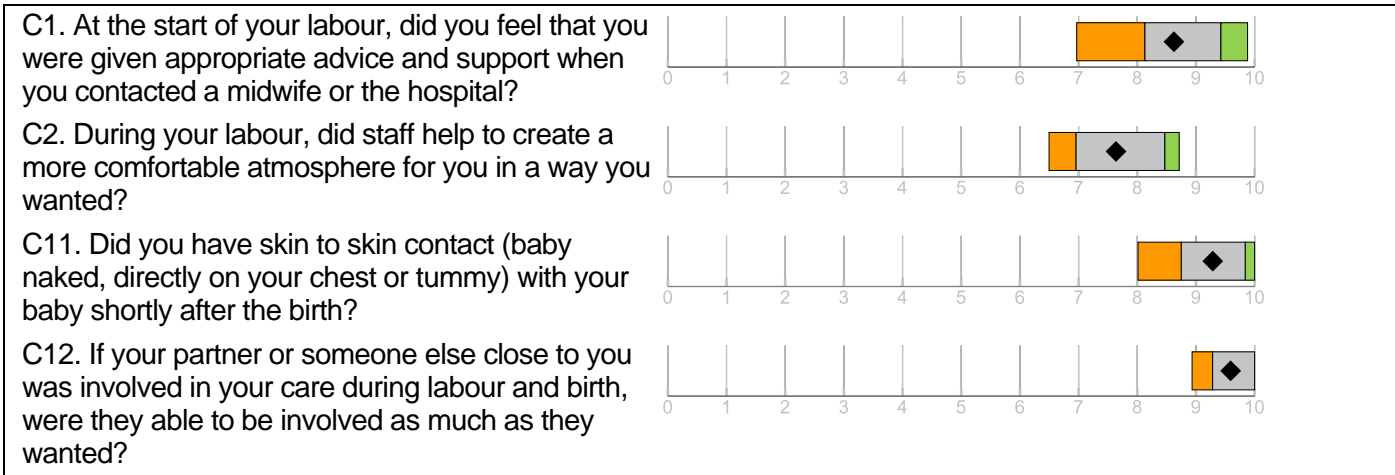 C1. At the start of your labour, did you feel that you
were given appropriate advice and support when
you contacted a midwife or the hospital?
0 1 2 3 4 5 6 7 8 9 10
C2. During your labour, did staff help to create a
more comfortable atmosphere for you in a way you
wanted?
0 1 2 3 4 5 6 7 8 9 10
C11. Did you have skin to skin contact (baby
naked, directly on your chest or tummy) with your
baby shortly after the birth?
0 1 2 3 4 5 6 7 8 9 10
C12. If your partner or someone else close to you
was involved in your care during labour and birth,
were they able to be involved as much as they
wanted?
0 1 2 3 4 5 6 7 8 9 10